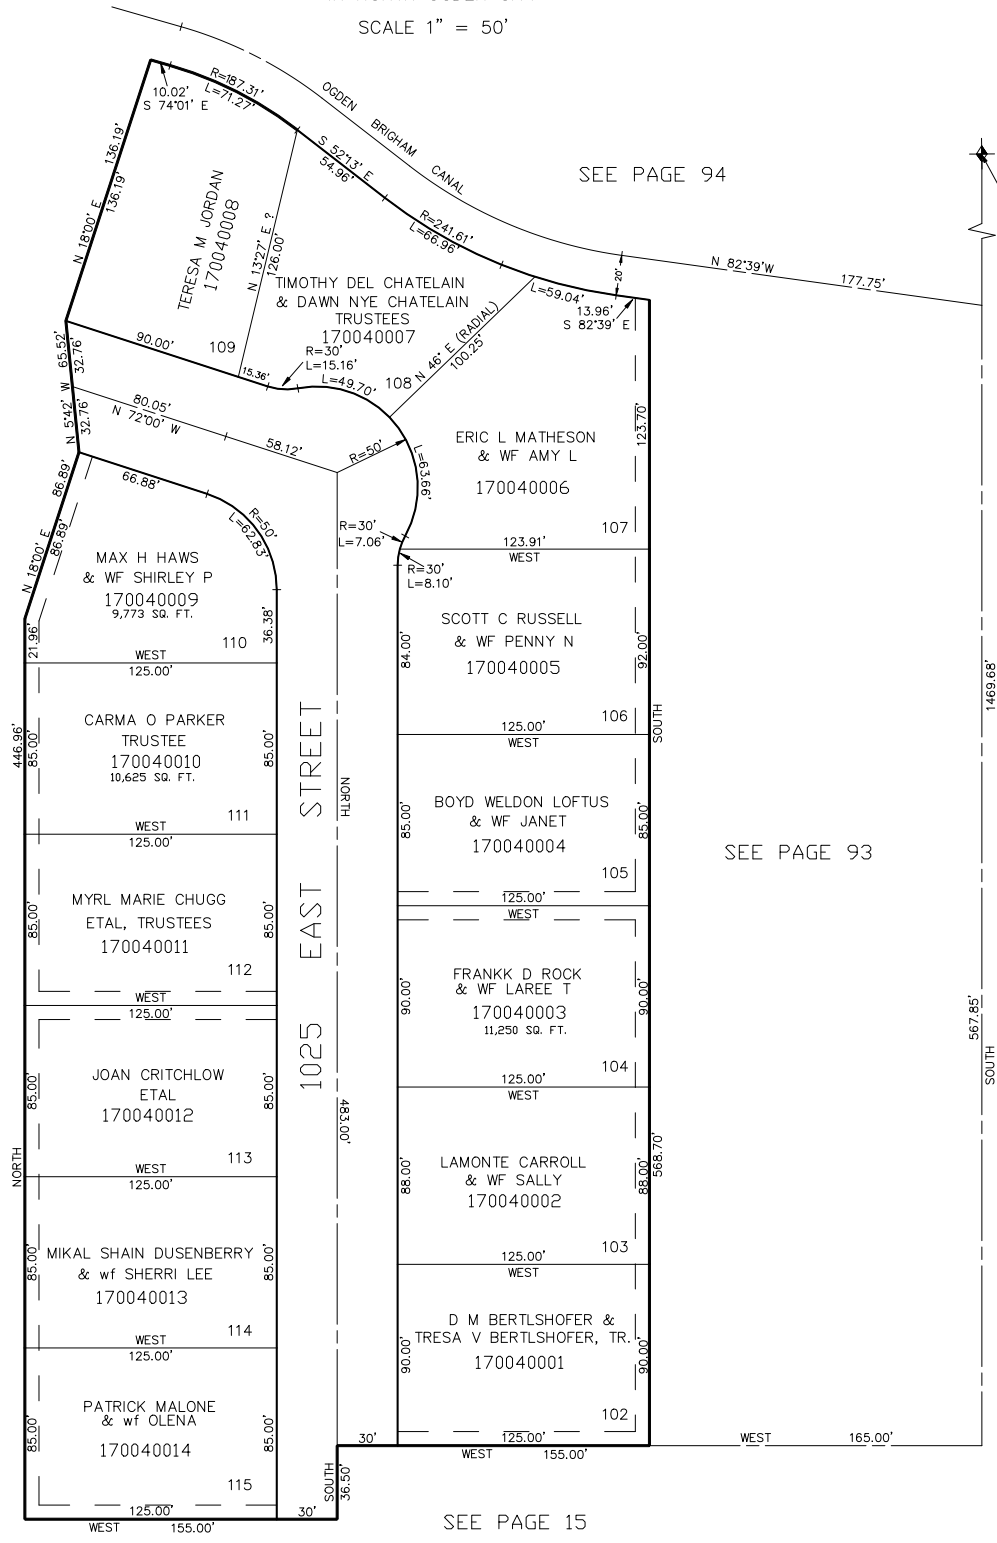 SCALE 1" = 50'
10.02'
S 74°01' E
R=187.31'
L=71.27'
OGDEN BRIGHAM CANAL
S 52°13' E
54.96'
SEE PAGE 94
136.19'
136.19'
N 18°00' E
TERESA M JORDAN
170040008
N 13°27' E ?
126.00'
R=241.61'
L=66.96'
20'
N 82°39'W
177.75'
TIMOTHY DEL CHATELAIN
& DAWN NYE CHATELAIN
TRUSTEES
170040007
L=59.04'
13.96'
S 82°39' E
N 46° E (RADIAL)
100.25'
65.52'
32.76'
90.00'
109
15.36'
R=30'
L=15.16'
L=49.70'
108
N 5°42' W
32.76'
80.05'
N 72°00' W
58.12'
R=50'
L=63.66'
123.70'
ERIC L MATHESON
& WF AMY L
170040006
107
86.89'
86.89'
N 18°00' E
66.88'
R=50'
L=62.83'
R=30'
L=7.06'
123.91'
WEST
R=30'
L=8.10'
MAX H HAWS
& WF SHIRLEY P
170040009
9,773 SQ. FT.
21.96'
36.38'
110
WEST
125.00'
SCOTT C RUSSELL
& WF PENNY N
170040005
84.00'
92.00'
106
125.00'
WEST
SOUTH
1469.68'
CARMA O PARKER
TRUSTEE
170040010
10,625 SQ. FT.
446.96'
85.00'
85.00'
111
WEST
125.00'
1025 EAST STREET
NORTH
BOYD WELDON LOFTUS
& WF JANET
170040004
85.00'
85.00'
105
125.00'
WEST
SEE PAGE 93
MYRL MARIE CHUGG
ETAL, TRUSTEES
170040011
85.00'
85.00'
112
WEST
125.00'
FRANKK D ROCK
& WF LAREE T
170040003
11,250 SQ. FT.
90.00'
90.00'
104
125.00'
WEST
567.85'
SOUTH
JOAN CRITCHLOW
ETAL
170040012
85.00'
85.00'
113
WEST
125.00'
NORTH
483.00'
LAMONTE CARROLL
& WF SALLY
170040002
88.00'
88.00'
568.70'
103
125.00'
WEST
MIKAL SHAIN DUSENBERRY
& wf SHERRI LEE
170040013
85.00'
85.00'
114
WEST
125.00'
D M BERTLSHOFER &
TRESA V BERTLSHOFER, TR.
170040001
90.00'
90.00'
102
125.00'
PATRICK MALONE
& wf OLENA
170040014
85.00'
85.00'
115
125.00'
30'
WEST
155.00'
WEST
165.00'
SOUTH
36.50'
30'
WEST
155.00'
SEE PAGE 15